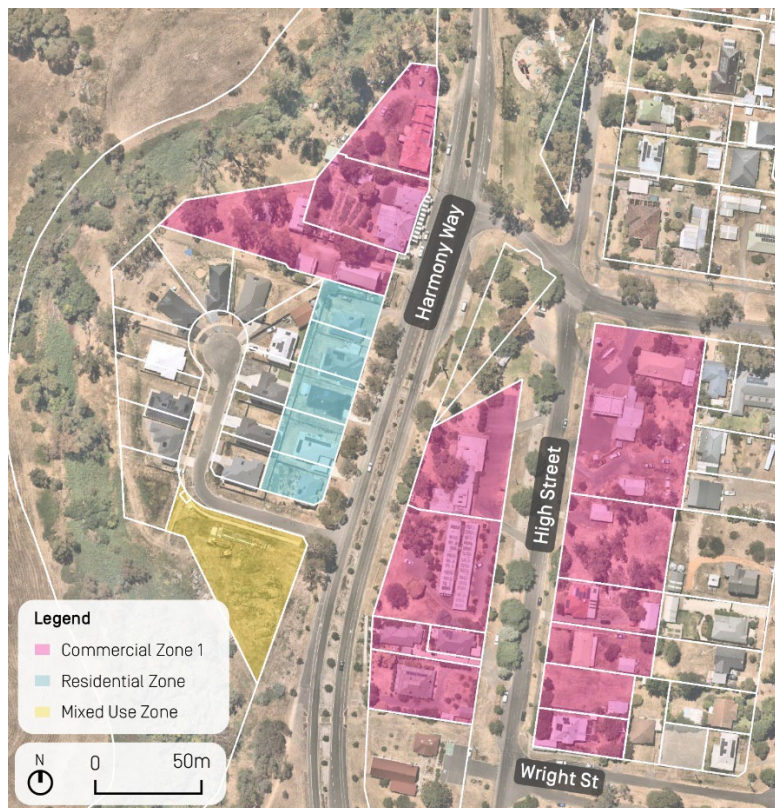 Harmony Way
High Street
Legend
Commercial Zone 1
Residential Zone
Mixed Use Zone
N
0 50m
Wright St